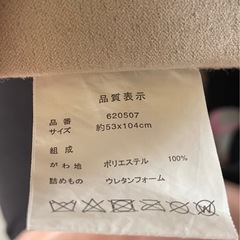 品質表示
品番 620507
サイズ 約53x104cm
組成
がわ地 ポリエステル 100%
詰めもの ウレタンフォーム